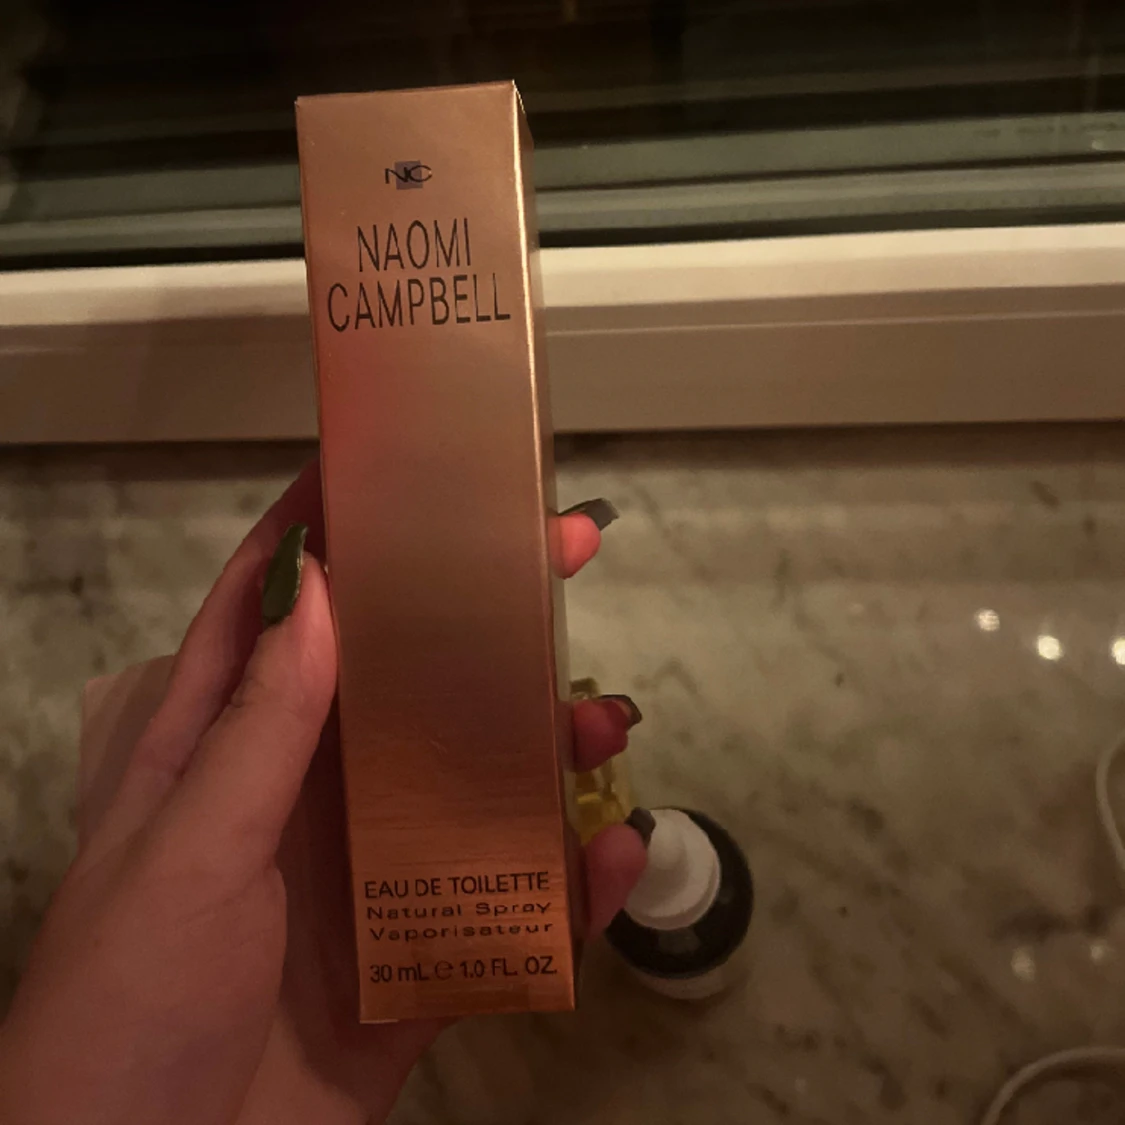 NC
NAOMI
CAMPBELL
EAU DE TOILETTE
Natural Spray
Vaporisateur
30 mL ℮ 1.0 FL. OZ.